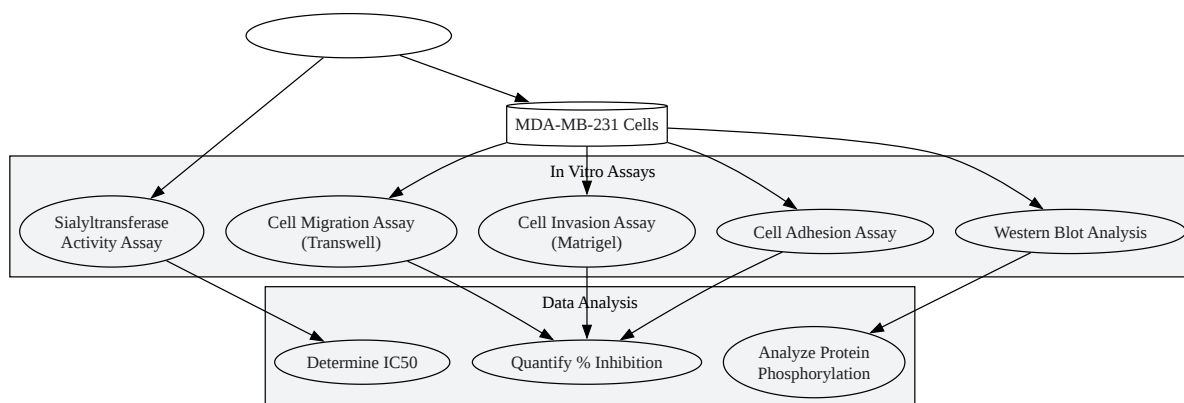 MDA-MB-231 Cells
In Vitro Assays
Sialyltransferase
Activity Assay
Cell Migration Assay
(Transwell)
Cell Invasion Assay
(Matrigel)
Cell Adhesion Assay
Western Blot Analysis
Data Analysis
Determine IC50
Quantify % Inhibition
Analyze Protein
Phosphorylation